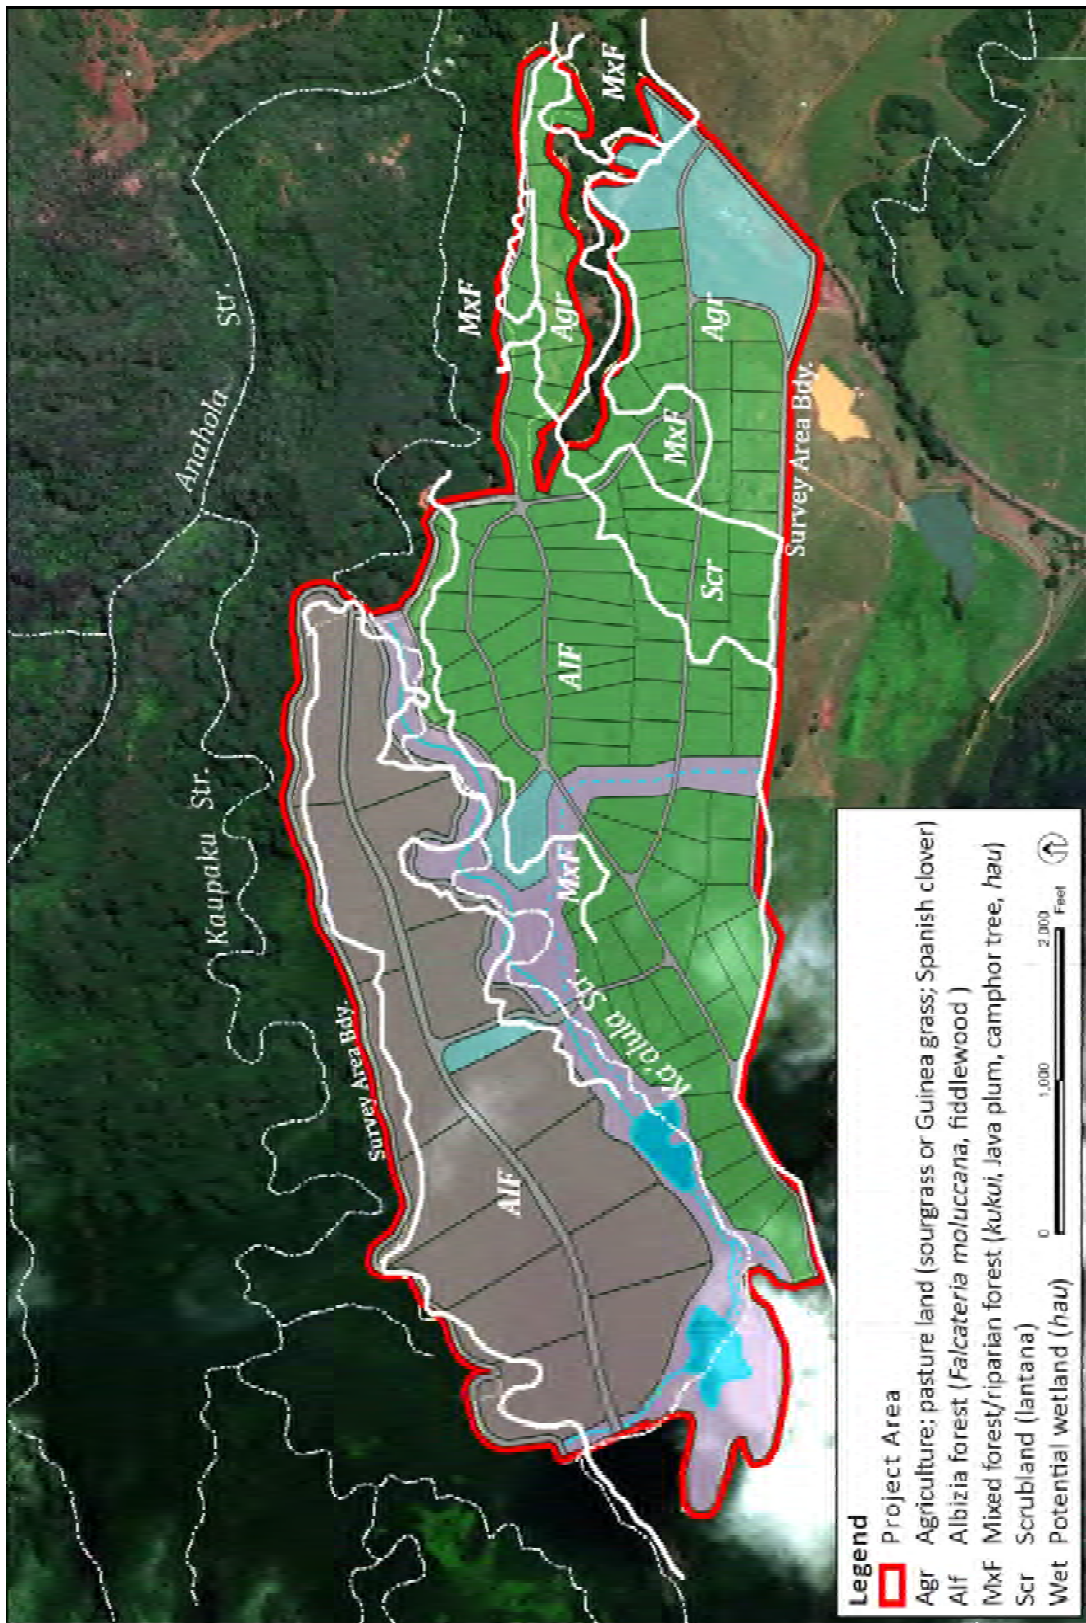 Anahola Str.
Kaupaku Str.
MxF
MxF
Agr
Agr
MxF
Survey Area Bdy.
Scr
AlF
MxF
Ka'alula Str.
Survey Area Bdy.
AlF
Legend
Project Area
Agr Agriculture; pasture land (sourgrass or Guinea grass; Spanish clover)
Alf Albizia forest (Falcateria moluccana, fiddlewood )
MxF Mixed forest/riparian forest (kukui, Java plum, camphor tree, hau)
Scr Scrubland (lantana)
Wet Potential wetland (hau)
0 1,000 2,000
Feet